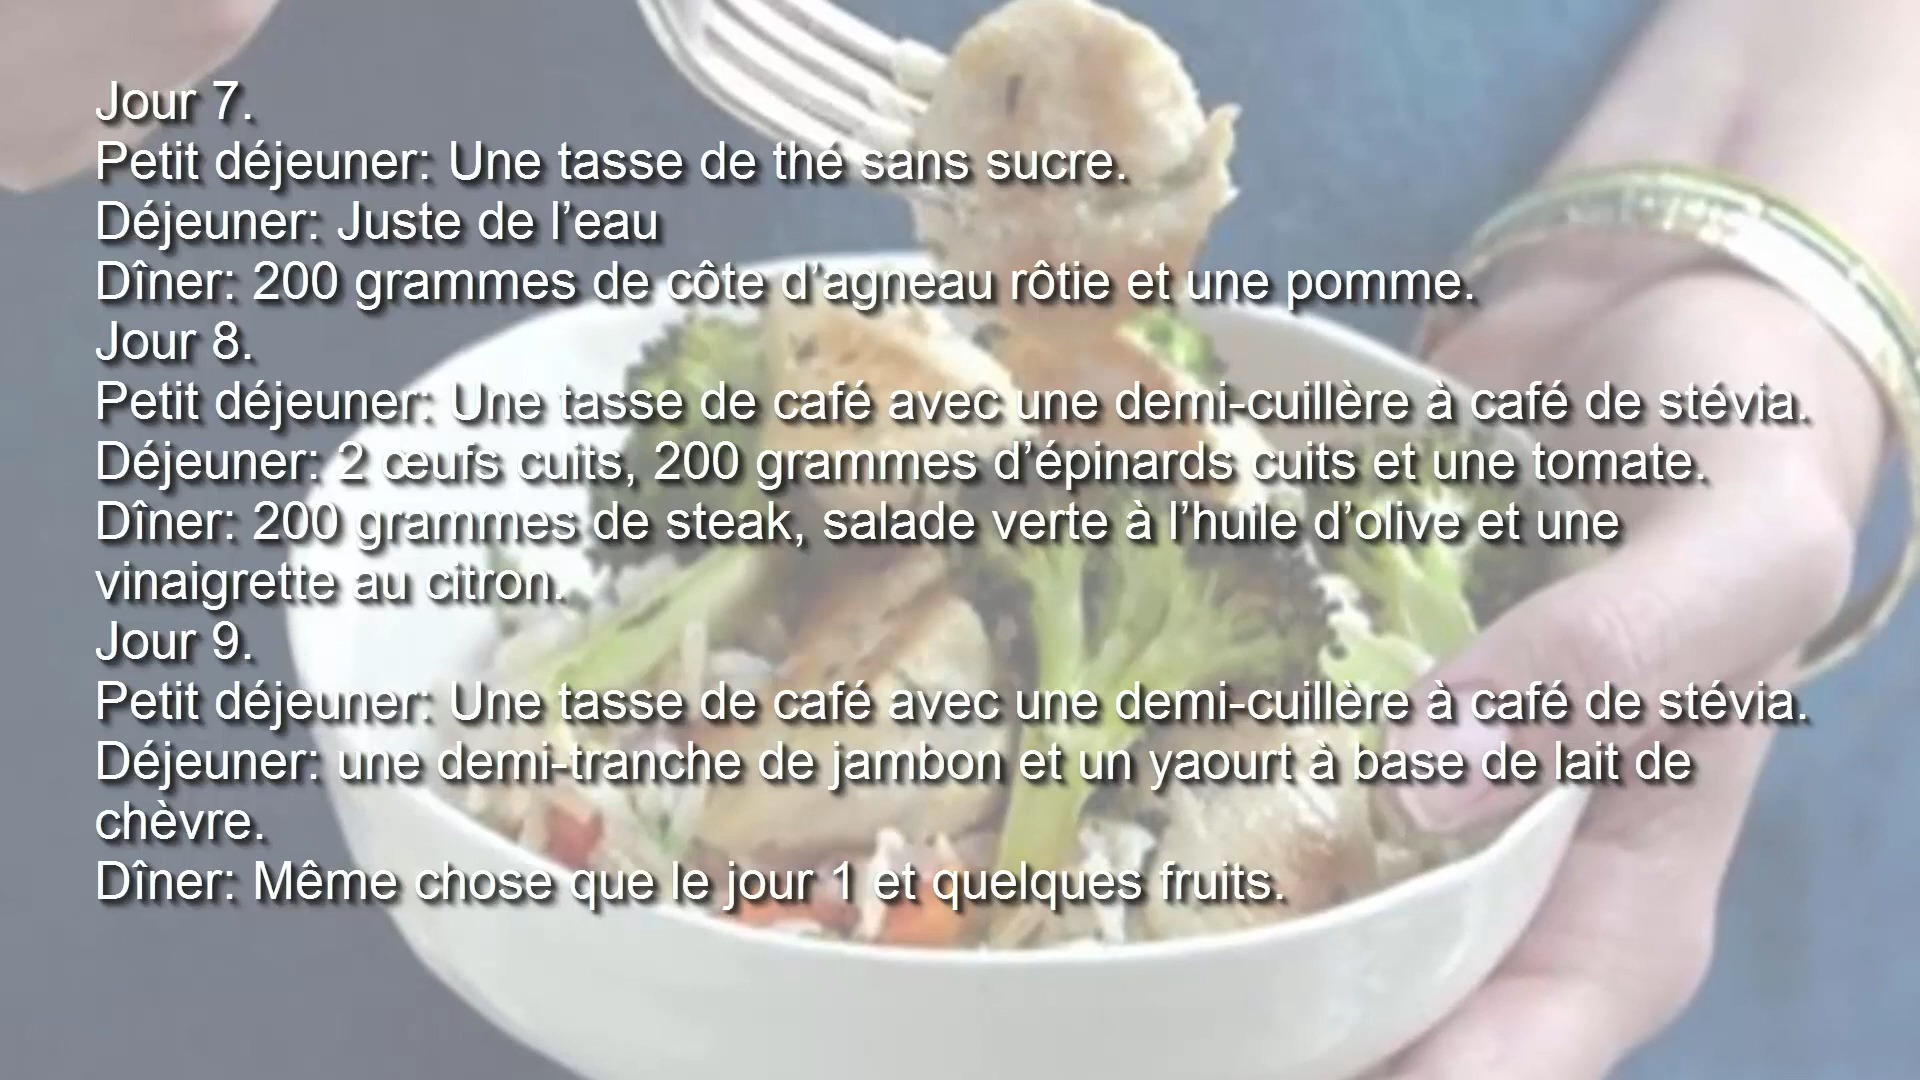 Jour 7.
Petit déjeuner: Une tasse de thé sans sucre.
Déjeuner: Juste de l’eau
Dîner: 200 grammes de côte d’agneau rôtie et une pomme.
Jour 8.
Petit déjeuner: Une tasse de café avec une demi-cuillère à café de stévia.
Déjeuner: 2 œufs cuits, 200 grammes d’épinards cuits et une tomate.
Dîner: 200 grammes de steak, salade verte à l’huile d’olive et une
vinaigrette au citron.
Jour 9.
Petit déjeuner: Une tasse de café avec une demi-cuillère à café de stévia.
Déjeuner: une demi-tranche de jambon et un yaourt à base de lait de
chèvre.
Dîner: Même chose que le jour 1 et quelques fruits.